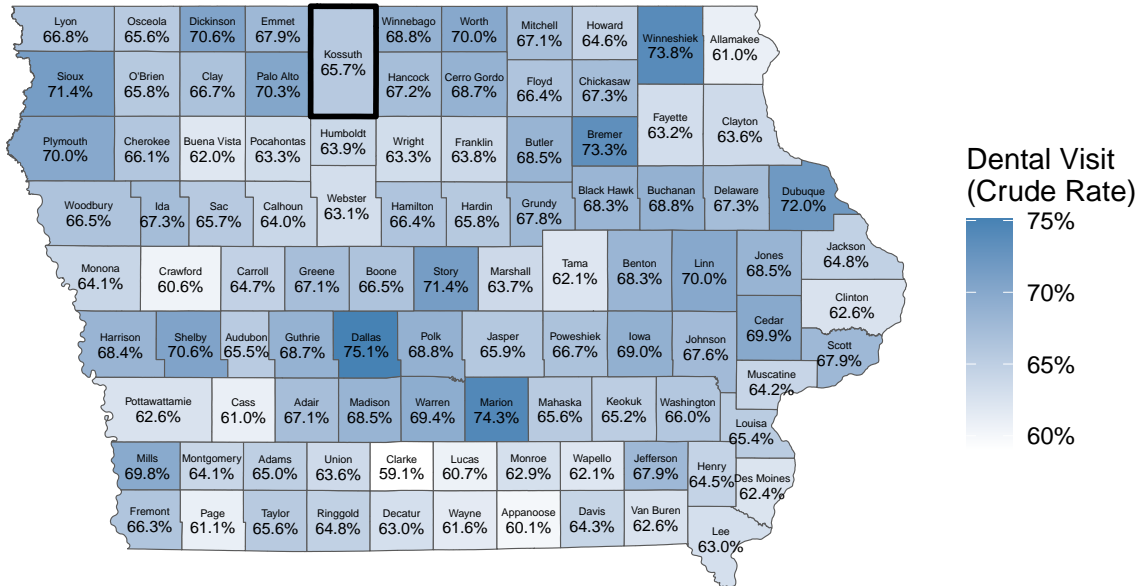 Lyon
66.8%
Osceola
65.6%
Dickinson
70.6%
Emmet
67.9%
Kossuth
65.7%
Winnebago
68.8%
Worth
70.0%
Mitchell
67.1%
Howard
64.6%
Winneshiek
73.8%
Allamakee
61.0%
Sioux
71.4%
O'Brien
65.8%
Clay
66.7%
Palo Alto
70.3%
Hancock
67.2%
Cerro Gordo
68.7%
Floyd
66.4%
Chickasaw
67.3%
Fayette
63.2%
Clayton
63.6%
Plymouth
70.0%
Cherokee
66.1%
Buena Vista
62.0%
Pocahontas
63.3%
Humboldt
63.9%
Wright
63.3%
Franklin
63.8%
Butler
68.5%
Bremer
73.3%
Woodbury
66.5%
Ida
67.3%
Sac
65.7%
Calhoun
64.0%
Webster
63.1%
Hamilton
66.4%
Hardin
65.8%
Grundy
67.8%
Black Hawk
68.3%
Buchanan
68.8%
Delaware
67.3%
Dubuque
72.0%
Monona
64.1%
Crawford
60.6%
Carroll
64.7%
Greene
67.1%
Boone
66.5%
Story
71.4%
Marshall
63.7%
Tama
62.1%
Benton
68.3%
Linn
70.0%
Jones
68.5%
Jackson
64.8%
Clinton
62.6%
Harrison
68.4%
Shelby
70.6%
Audubon
65.5%
Guthrie
68.7%
Dallas
75.1%
Polk
68.8%
Jasper
65.9%
Poweshiek
66.7%
Iowa
69.0%
Johnson
67.6%
Cedar
69.9%
Scott
67.9%
Muscatine
64.2%
Pottawattamie
62.6%
Cass
61.0%
Adair
67.1%
Madison
68.5%
Warren
69.4%
Marion
74.3%
Mahaska
65.6%
Keokuk
65.2%
Washington
66.0%
Louisa
65.4%
Mills
69.8%
Montgomery
64.1%
Adams
65.0%
Union
63.6%
Clarke
59.1%
Lucas
60.7%
Monroe
62.9%
Wapello
62.1%
Jefferson
67.9%
Henry
64.5%
Des Moines
62.4%
Fremont
66.3%
Page
61.1%
Taylor
65.6%
Ringgold
64.8%
Decatur
63.0%
Wayne
61.6%
Appanoose
60.1%
Davis
64.3%
Van Buren
62.6%
Lee
63.0%
Dental Visit
(Crude Rate)
75%
70%
65%
60%